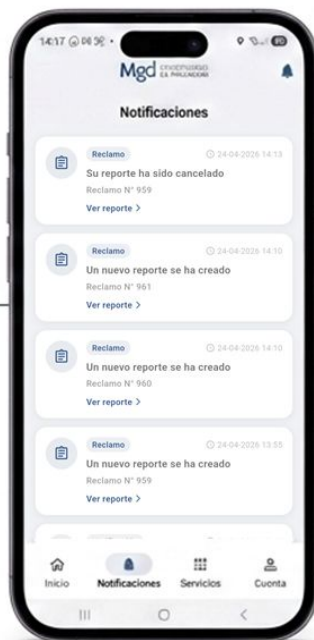 14:17
Mgd
Notificaciones
Reclamo 24-04-2026 14:13
Su reporte ha sido cancelado
Reclamo N° 959
Ver reporte >
Reclamo 24-04-2026 14:10
Un nuevo reporte se ha creado
Reclamo N° 961
Ver reporte >
Reclamo 24-04-2026 14:10
Un nuevo reporte se ha creado
Reclamo N° 960
Ver reporte >
Reclamo 24-04-2026 13:55
Un nuevo reporte se ha creado
Reclamo N° 959
Ver reporte >
Inicio Notificaciones Servicios Cuonta